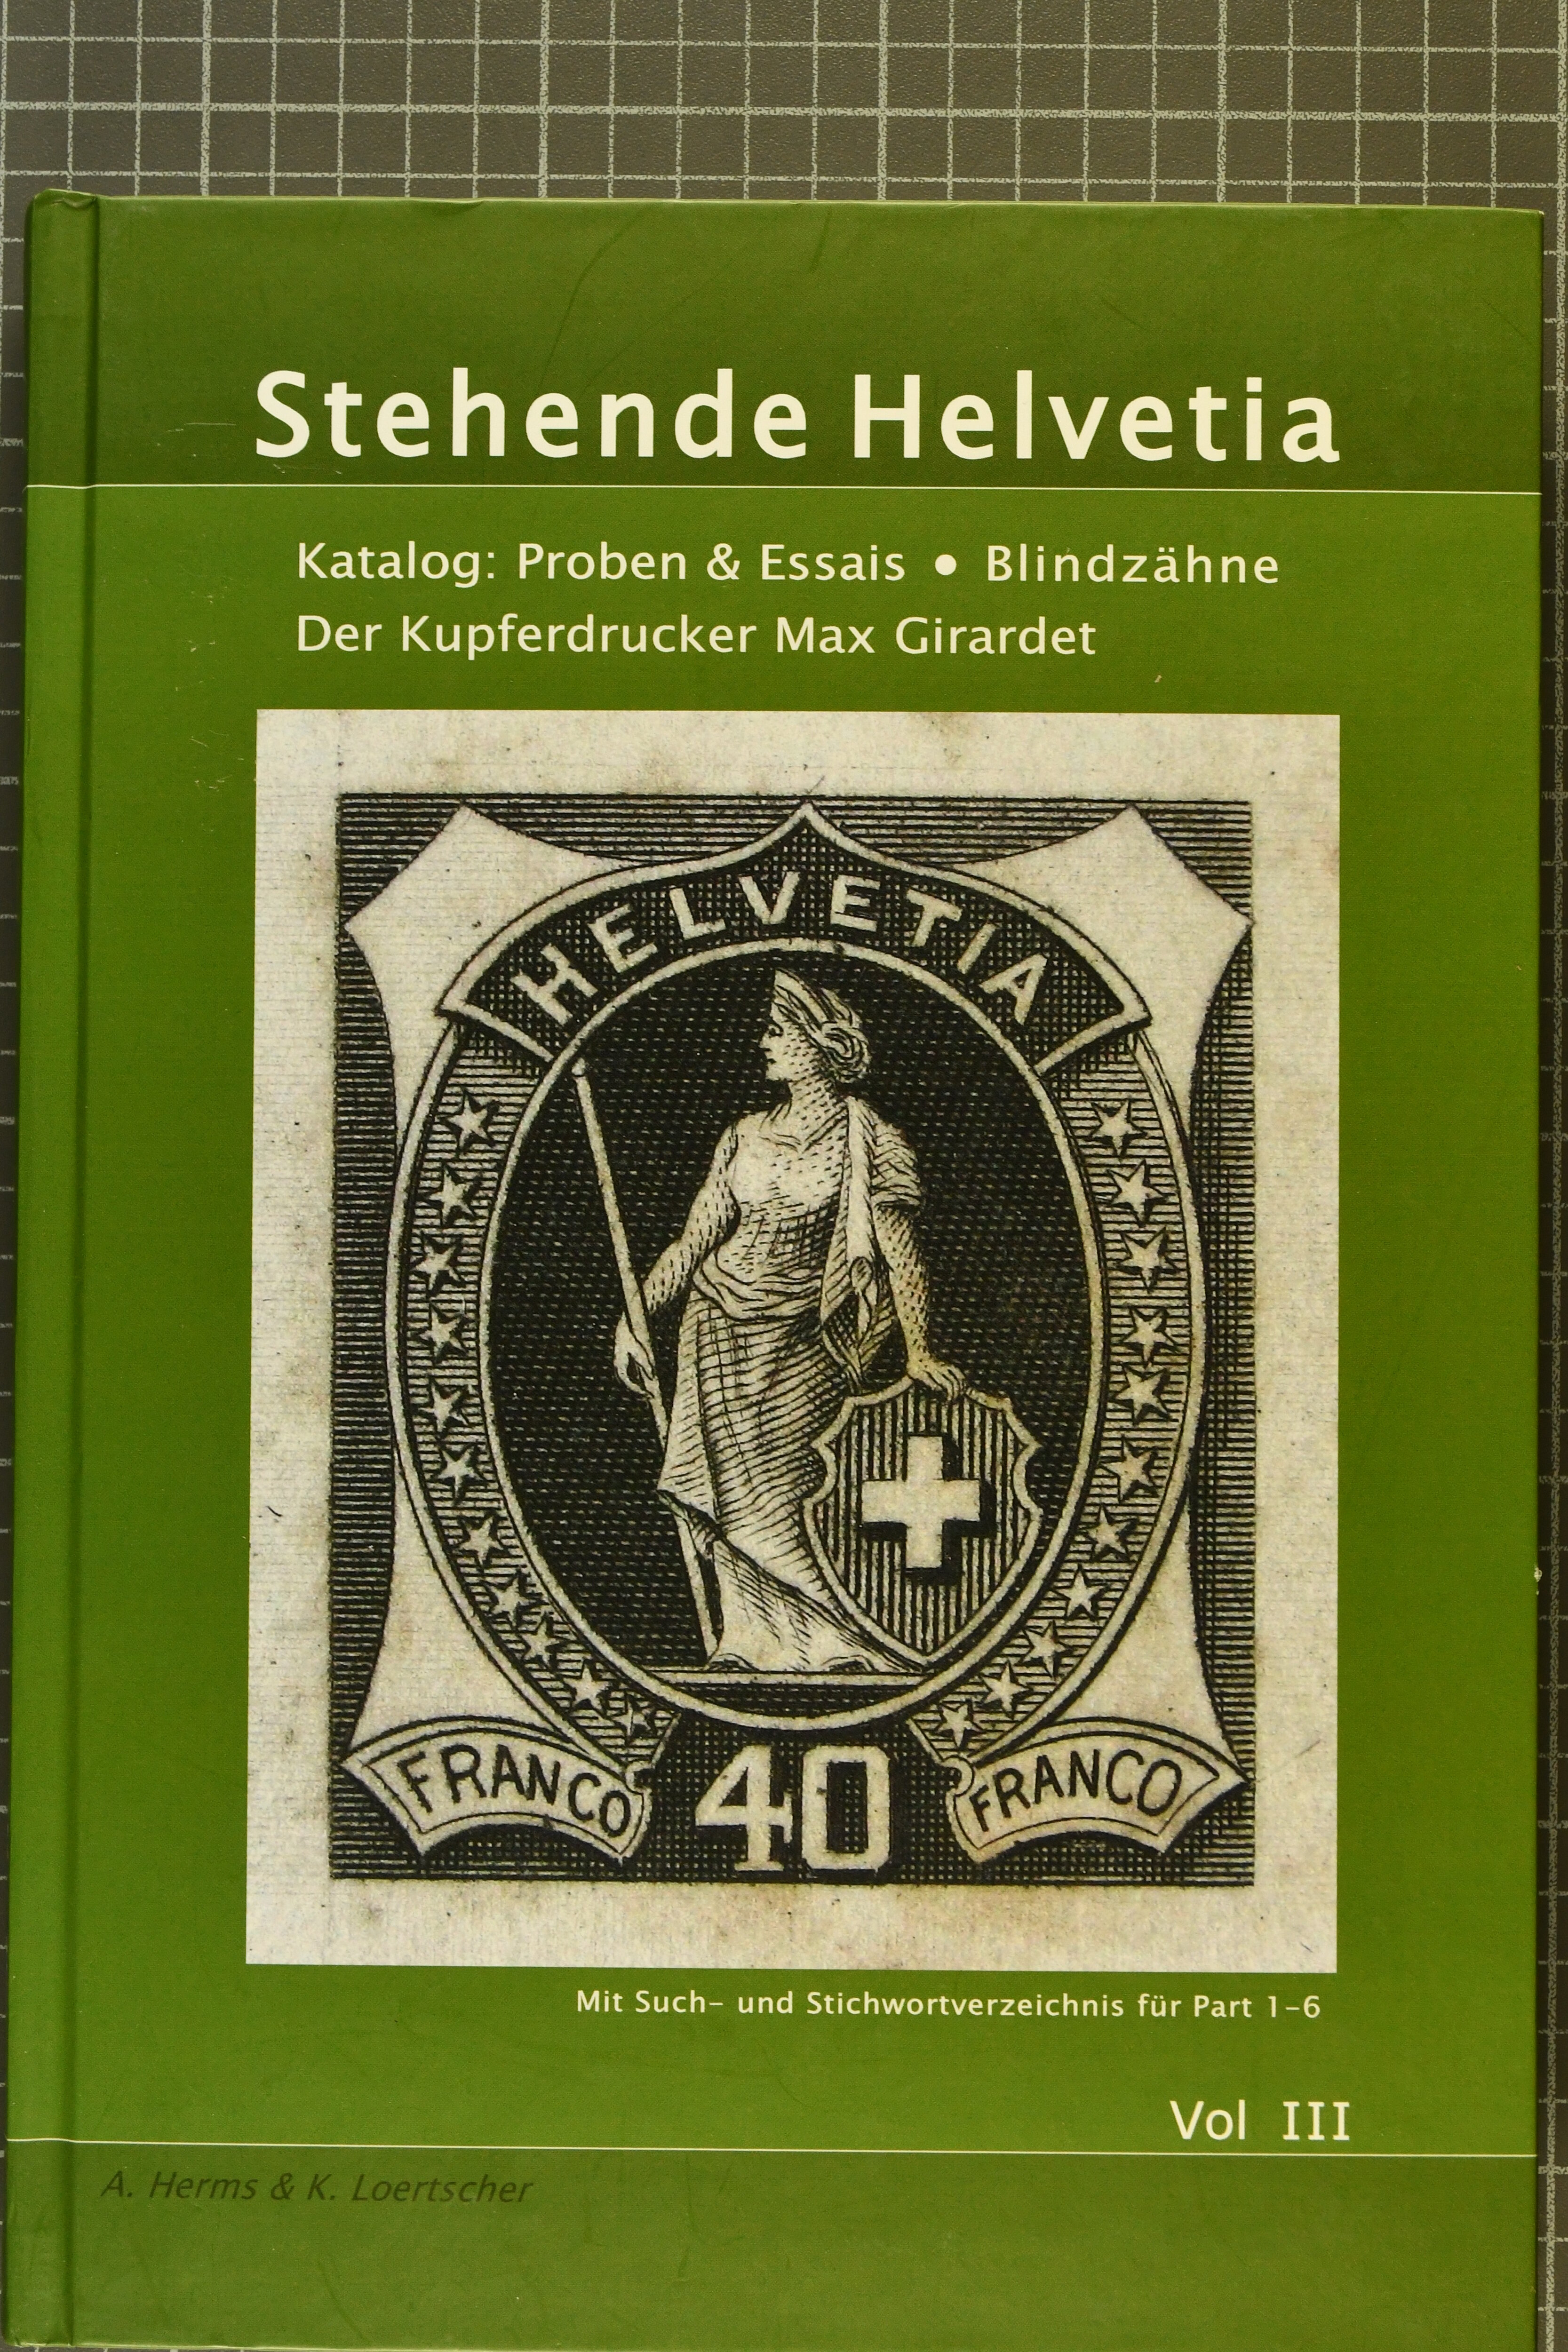 Stehende Helvetia
Katalog: Proben & Essais • Blindzähne
Der Kupferdrucker Max Girardet
HELVETIA
FRANCO 40 FRANCO
Mit Such- und Stichwortverzeichnis für Part 1-6
Vol III
A. Herms & K. Loertscher